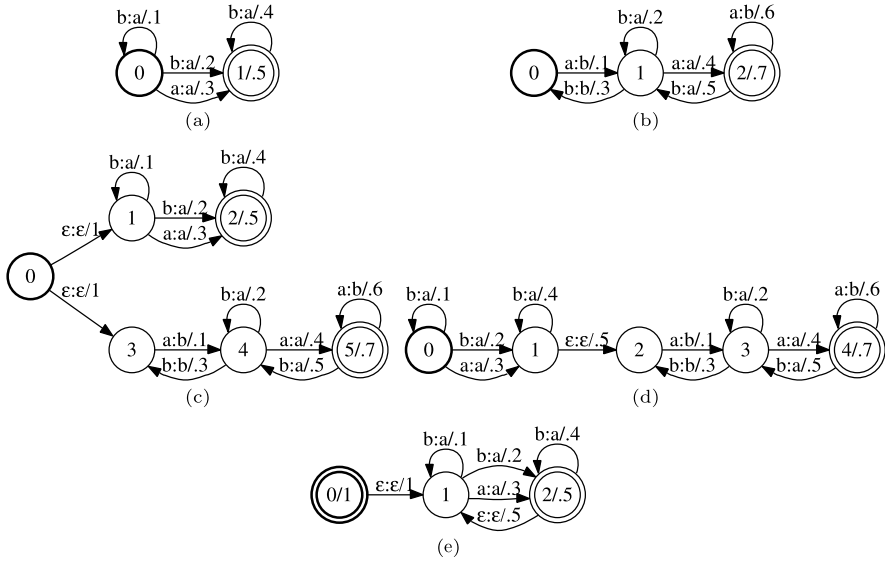 b:a/.1 b:a/.4
0 b:a/.2 1/.5
a:a/.3
(a)
b:a/.2 a:b/.6
0 a:b/.1 1 a:a/.4 2/.7
b:b/.3 b:a/.5
(b)
b:a/.1 b:a/.4
1 b:a/.2 2/.5
ε:ε/1 a:a/.3
0
ε:ε/1
b:a/.2 a:b/.6
3 a:b/.1 4 a:a/.4 5/.7
b:b/.3 b:a/.5
(c)
b:a/.1 b:a/.4 b:a/.2 a:b/.6
0 b:a/.2 1 ε:ε/.5 2 a:b/.1 3 a:a/.4 4/.7
a:a/.3 b:b/.3 b:a/.5
(d)
b:a/.1 b:a/.4
b:a/.2
0/1 ε:ε/1 1 a:a/.3 2/.5
ε:ε/.5
(e)